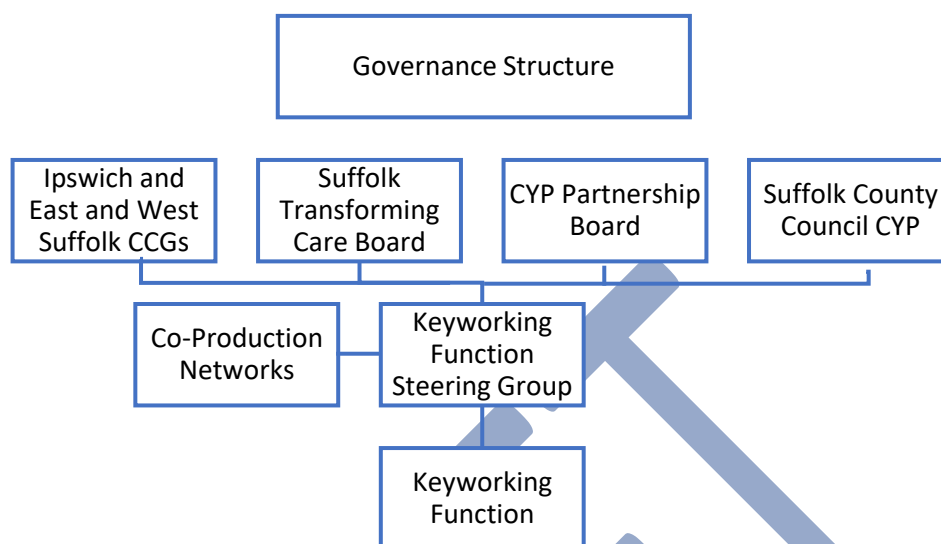 Governance Structure
Ipswich and
East and West
Suffolk CCGs
Suffolk
Transforming
Care Board
CYP Partnership
Board
Suffolk County
Council CYP
Co-Production
Networks
Keyworking
Function
Steering Group
Keyworking
Function